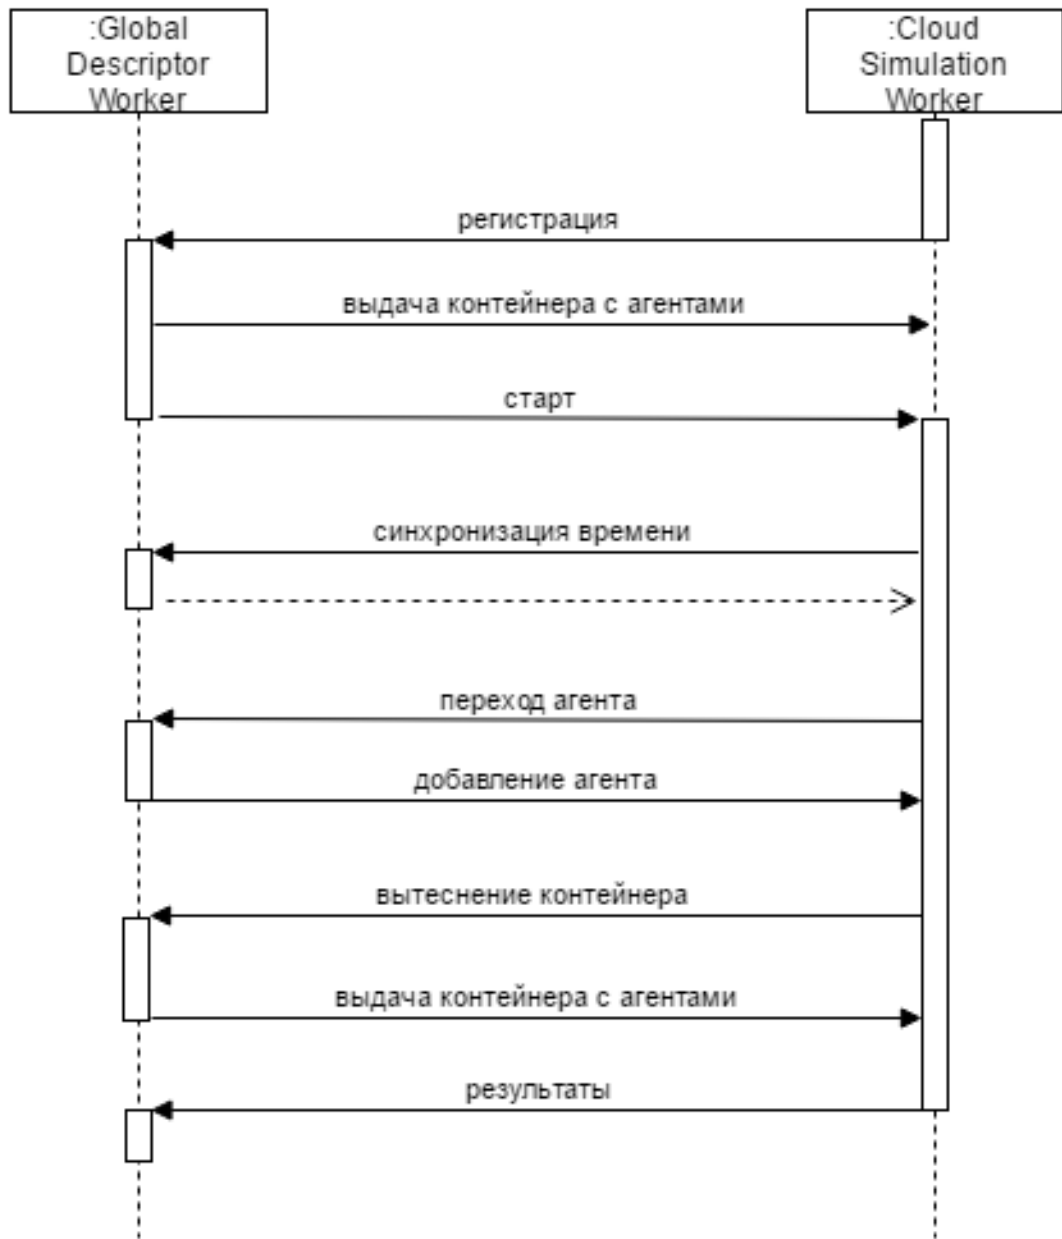 :Global
Descriptor
Worker
:Cloud
Simulation
Worker
регистрация
выдача контейнера с агентами
старт
синхронизация времени
переход агента
добавление агента
вытеснение контейнера
выдача контейнера с агентами
результаты